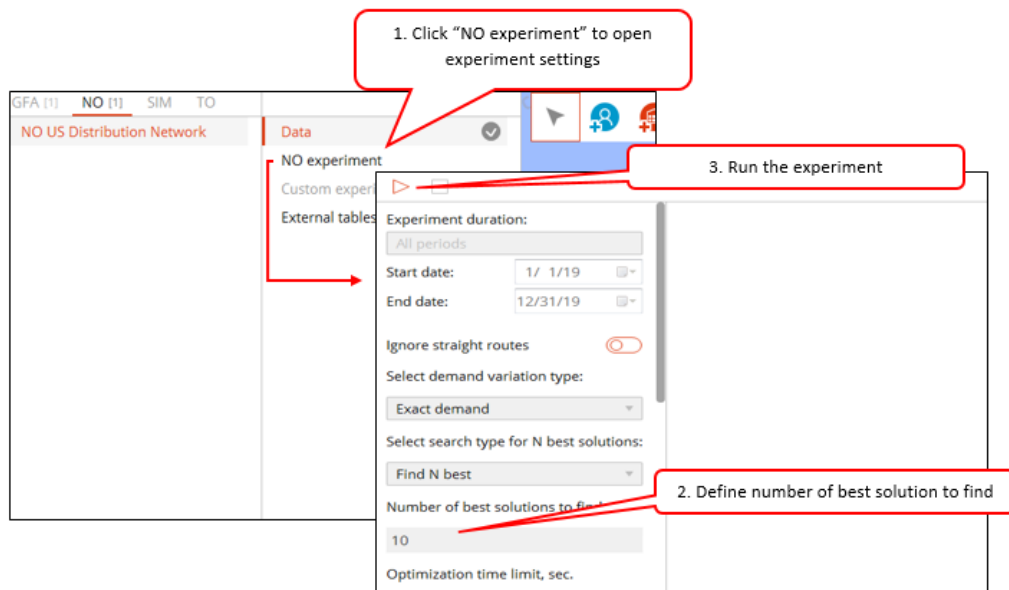 1. Click “NO experiment” to open
experiment settings
GFA [1] NO [1] SIM TO
NO US Distribution Network
Data
NO experiment
3. Run the experiment
Custom experi
External tables
Experiment duration:
All periods
Start date: 1/ 1/19
End date: 12/31/19
Ignore straight routes
Select demand variation type:
Exact demand
Select search type for N best solutions:
Find N best
2. Define number of best solution to find
Number of best solutions to find
10
Optimization time limit, sec.